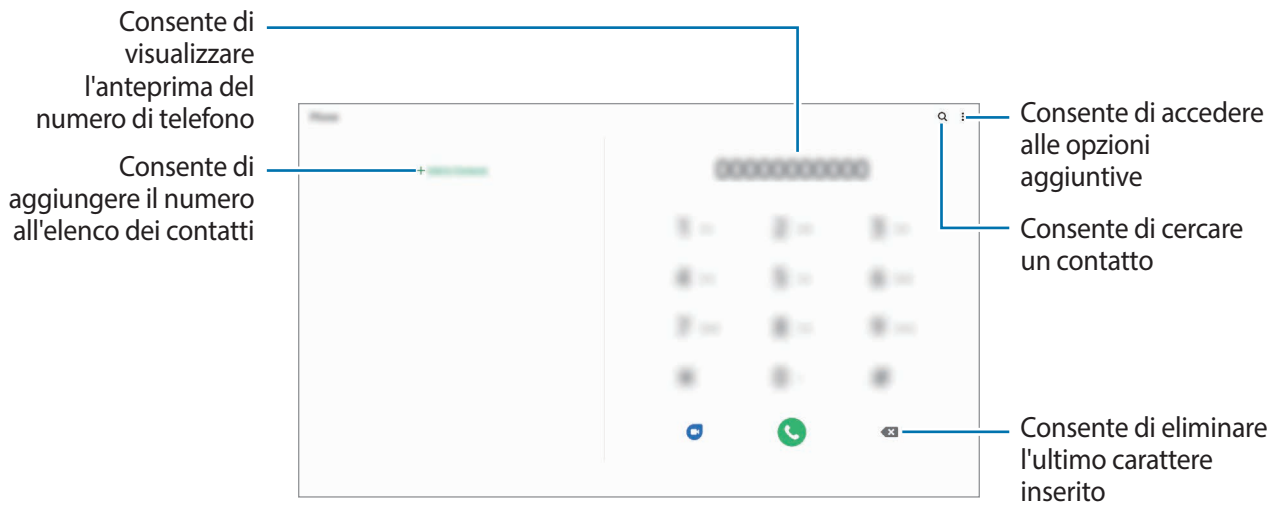 Consente di
visualizzare
l'anteprima del
numero di telefono
Consente di
aggiungere il numero
all'elenco dei contatti
Consente di accedere
alle opzioni
aggiuntive
Consente di cercare
un contatto
Consente di eliminare
l'ultimo carattere
inserito